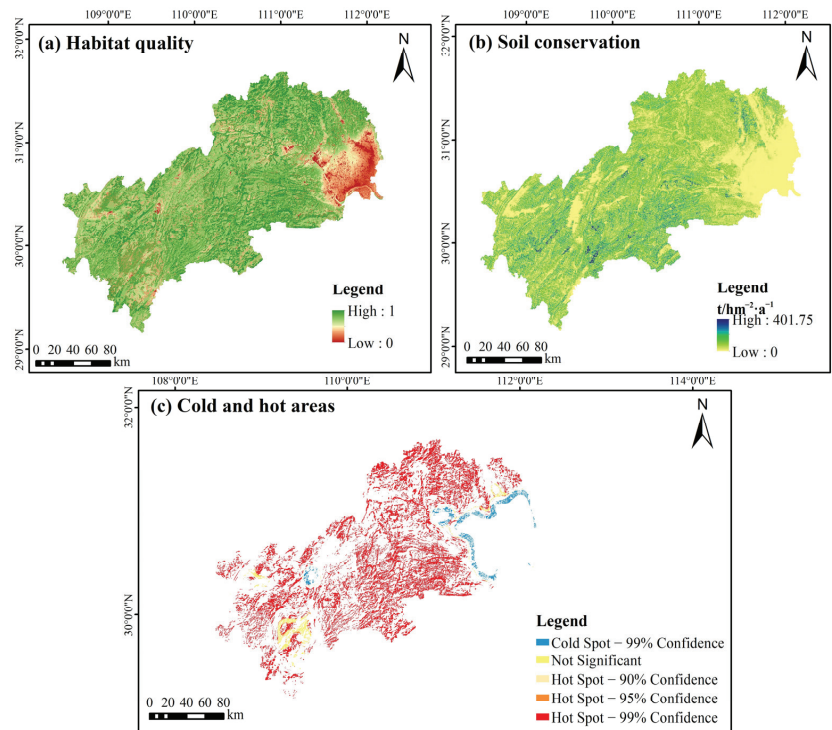 109°0'0"E 110°0'0"E 111°0'0"E 112°0'0"E
(a) Habitat quality
N
32°0'0"N
31°0'0"N
30°0'0"N
29°0'0"N
Legend
High : 1
Low : 0
0 20 40 60 80
km
109°0'0"E 110°0'0"E 111°0'0"E 112°0'0"E
(b) Soil conservation
N
32°0'0"N
31°0'0"N
30°0'0"N
29°0'0"N
Legend
t/hm⁻²·a⁻¹
High : 401.75
Low : 0
0 20 40 60 80
km
108°0'0"E 110°0'0"E 112°0'0"E 114°0'0"E
(c) Cold and hot areas
N
32°0'0"N
30°0'0"N
Legend
Cold Spot – 99% Confidence
Not Significant
Hot Spot – 90% Confidence
Hot Spot – 95% Confidence
Hot Spot – 99% Confidence
0 20 40 60 80
km